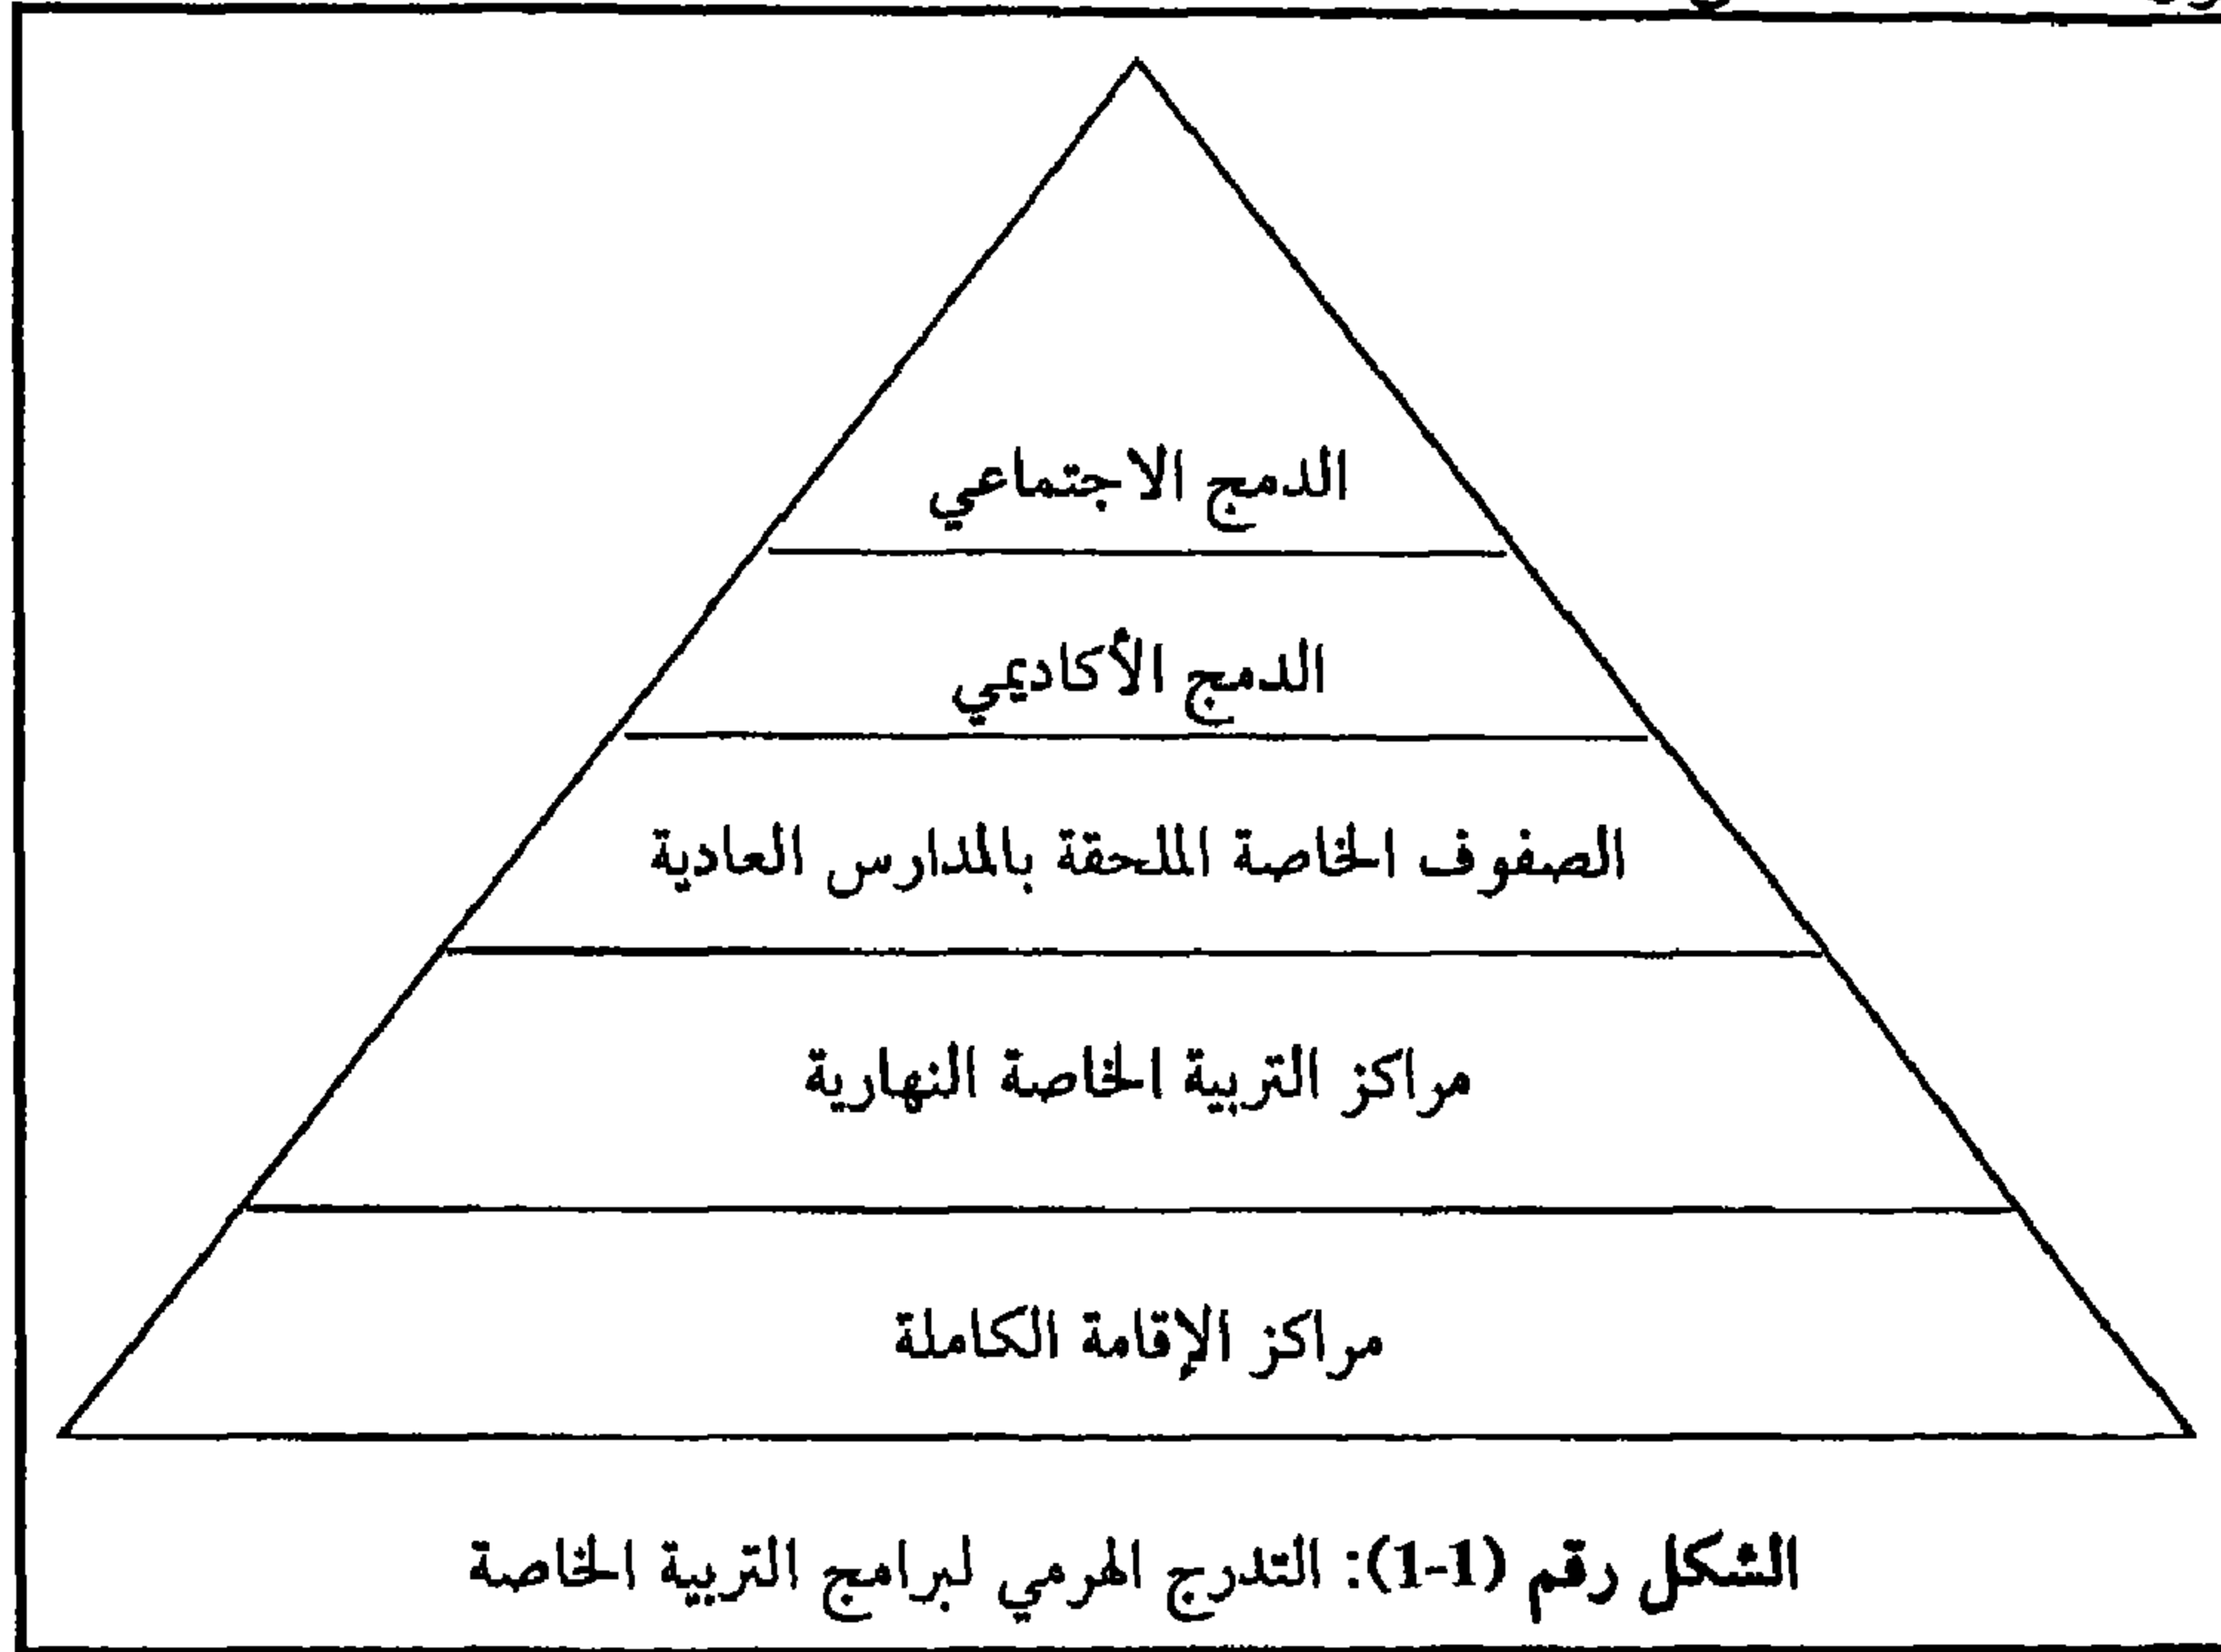 الدمج الاجتماعي
الدمج الأكاديمي
الصفوف الخاصة الملحقة بالمدارس العادية
مراكز التربية الخاصة النهارية
مراكز الإقامة الكاملة
الشكل رقم (1-1): التدرج الهرمي لبرامج التربية الخاصة